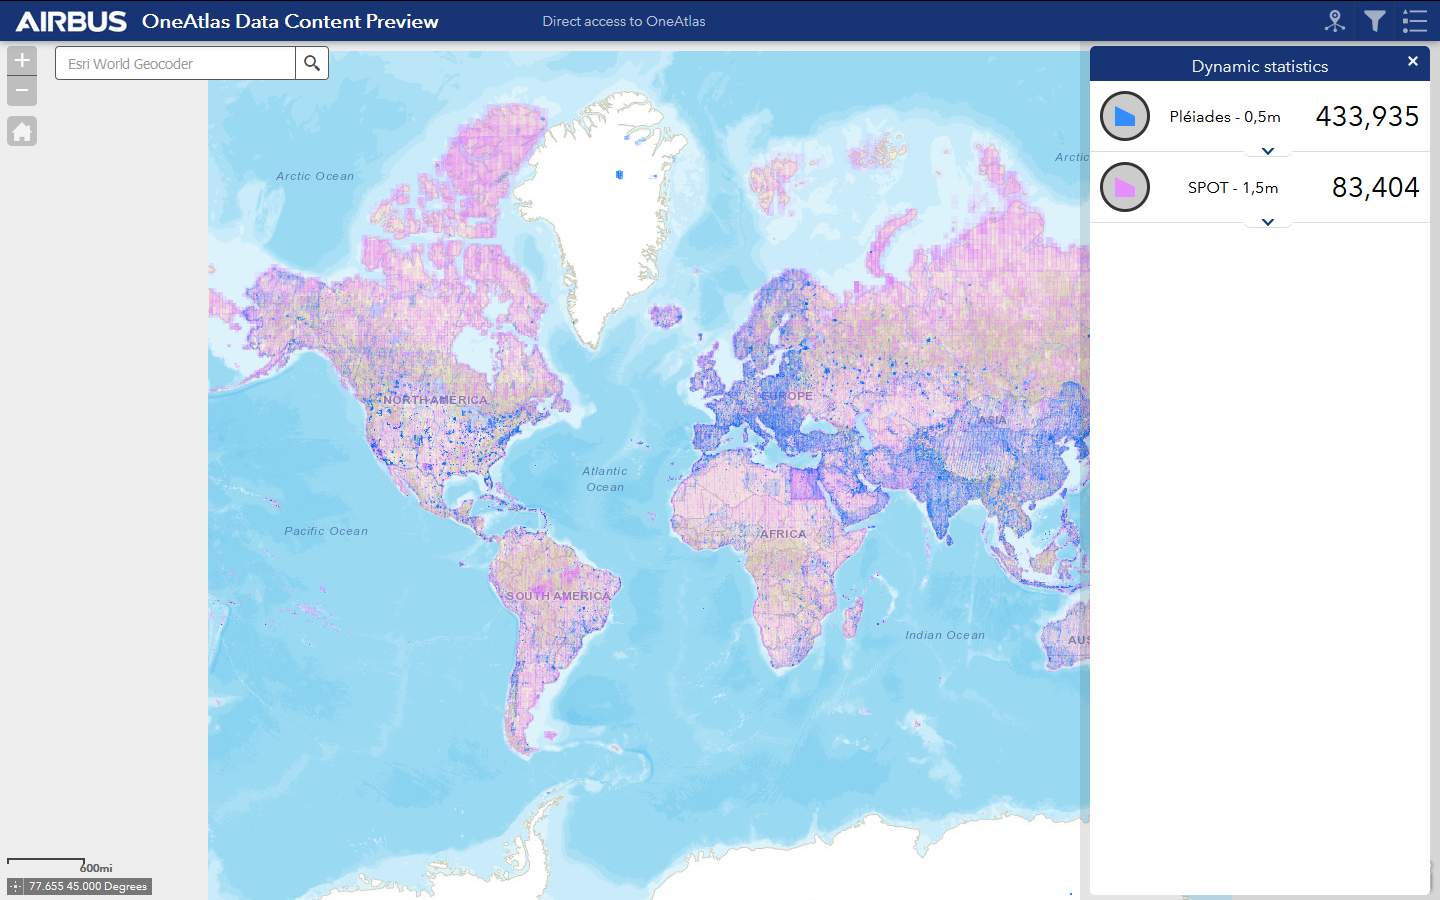 AIRBUS OneAtlas Data Content Preview Direct access to OneAtlas
Esri World Geocoder
Dynamic statistics
Pléiades - 0,5m 433,935
SPOT - 1,5m 83,404
Arctic Ocean
Arctic
NORTH AMERICA
EUROPE
ASIA
Atlantic
Ocean
Pacific Ocean
AFRICA
SOUTH AMERICA
Indian Ocean
AUS
600mi
77.655 45.000 Degrees